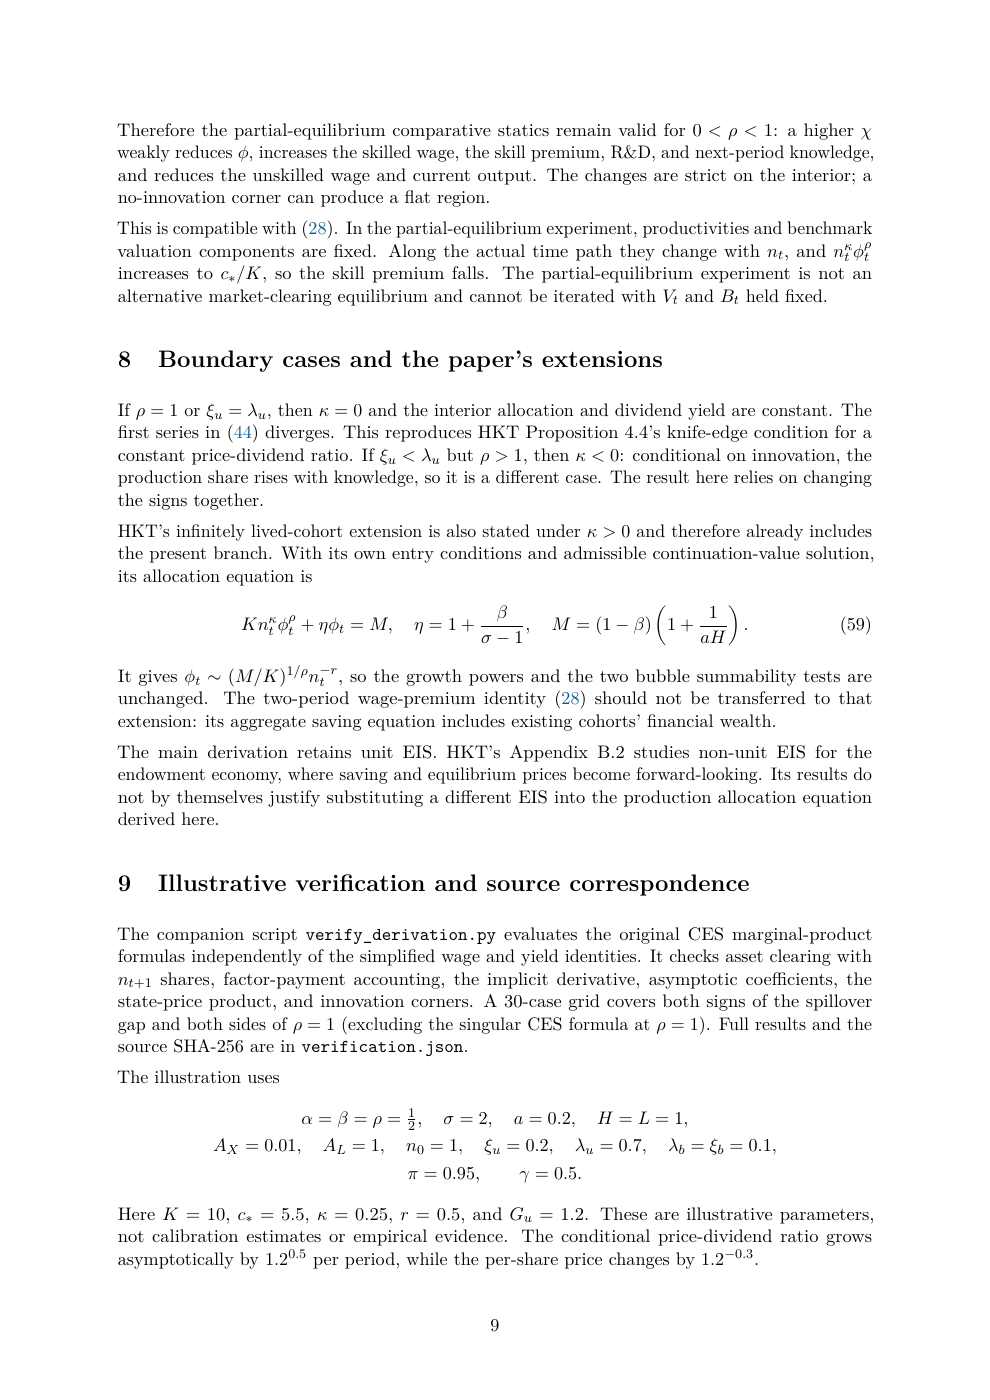 Therefore the partial-equilibrium comparative statics remain valid for 0 < ρ < 1: a higher χ
weakly reduces ϕ, increases the skilled wage, the skill premium, R&D, and next-period knowledge,
and reduces the unskilled wage and current output. The changes are strict on the interior; a
no-innovation corner can produce a flat region.
This is compatible with (28). In the partial-equilibrium experiment, productivities and benchmark
valuation components are fixed. Along the actual time path they change with n_t, and n_t^κ ϕ_t^ρ
increases to c_*/K, so the skill premium falls. The partial-equilibrium experiment is not an
alternative market-clearing equilibrium and cannot be iterated with V_t and B_t held fixed.
8 Boundary cases and the paper's extensions
If ρ = 1 or ξ_u = λ_u, then κ = 0 and the interior allocation and dividend yield are constant. The
first series in (44) diverges. This reproduces HKT Proposition 4.4's knife-edge condition for a
constant price-dividend ratio. If ξ_u < λ_u but ρ > 1, then κ < 0: conditional on innovation, the
production share rises with knowledge, so it is a different case. The result here relies on changing
the signs together.
HKT's infinitely lived-cohort extension is also stated under κ > 0 and therefore already includes
the present branch. With its own entry conditions and admissible continuation-value solution,
its allocation equation is
K n_t^κ ϕ_t^ρ + ηϕ_t = M, η = 1 + β/(σ − 1), M = (1 − β)(1 + 1/(aH)). (59)
It gives ϕ_t ∼ (M/K)^{1/ρ} n_t^{−r}, so the growth powers and the two bubble summability tests are
unchanged. The two-period wage-premium identity (28) should not be transferred to that
extension: its aggregate saving equation includes existing cohorts' financial wealth.
The main derivation retains unit EIS. HKT's Appendix B.2 studies non-unit EIS for the
endowment economy, where saving and equilibrium prices become forward-looking. Its results do
not by themselves justify substituting a different EIS into the production allocation equation
derived here.
9 Illustrative verification and source correspondence
The companion script verify_derivation.py evaluates the original CES marginal-product
formulas independently of the simplified wage and yield identities. It checks asset clearing with
n_{t+1} shares, factor-payment accounting, the implicit derivative, asymptotic coefficients, the
state-price product, and innovation corners. A 30-case grid covers both signs of the spillover
gap and both sides of ρ = 1 (excluding the singular CES formula at ρ = 1). Full results and the
source SHA-256 are in verification.json.
The illustration uses
α = β = ρ = 1/2, σ = 2, a = 0.2, H = L = 1,
A_X = 0.01, A_L = 1, n_0 = 1, ξ_u = 0.2, λ_u = 0.7, λ_b = ξ_b = 0.1,
π = 0.95, γ = 0.5.
Here K = 10, c_* = 5.5, κ = 0.25, r = 0.5, and G_u = 1.2. These are illustrative parameters,
not calibration estimates or empirical evidence. The conditional price-dividend ratio grows
asymptotically by 1.2^{0.5} per period, while the per-share price changes by 1.2^{−0.3}.
9